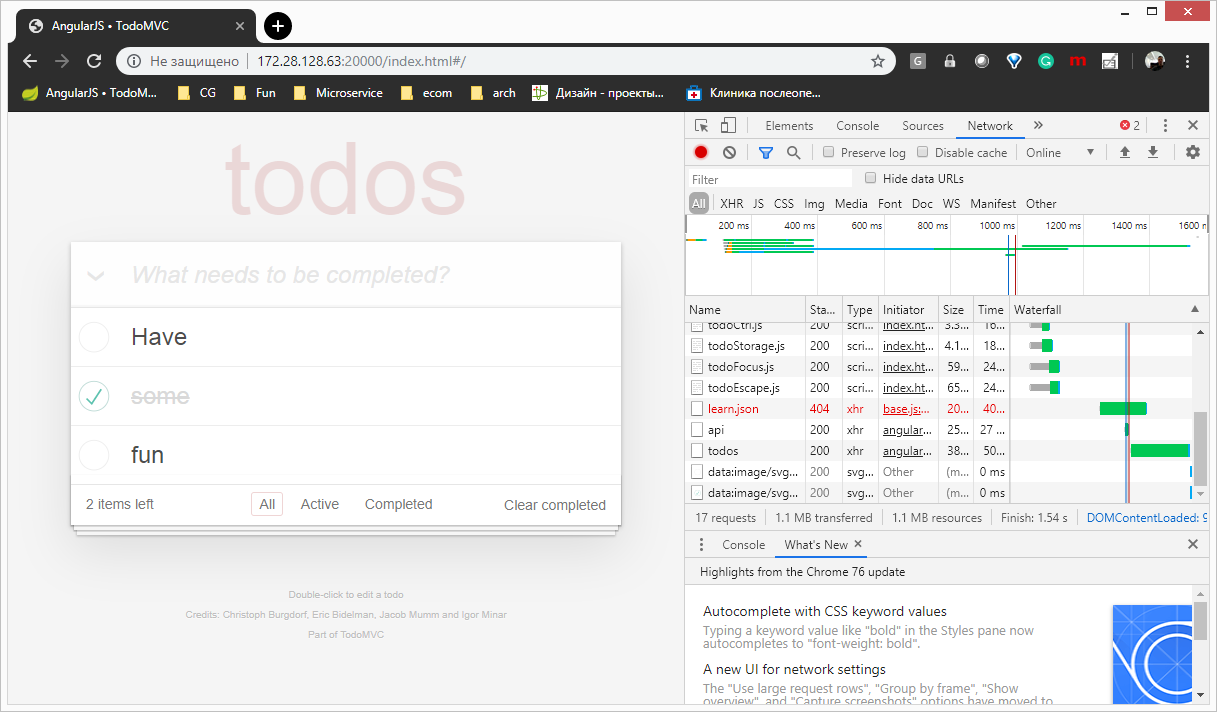 AngularJS • TodoMVC
Не защищено 172.28.128.63:20000/index.html#/
AngularJS • TodoM... CG Fun Microservice ecom arch Дизайн - проекты... Клиника послеопе...
todos
What needs to be completed?
Have
some
fun
2 items left All Active Completed Clear completed
Double-click to edit a todo
Credits: Christoph Burgdorf, Eric Bidelman, Jacob Mumm and Igor Minar
Part of TodoMVC
Elements Console Sources Network » 2
Preserve log Disable cache Online
Filter Hide data URLs
All XHR JS CSS Img Media Font Doc WS Manifest Other
200 ms 400 ms 600 ms 800 ms 1000 ms 1200 ms 1400 ms 1600 m
Name Sta... Type Initiator Size Time Waterfall
todoCtrl.js 200 scri... index.ht... 3.3... 16...
todoStorage.js 200 scri... index.ht... 4.1... 18...
todoFocus.js 200 scri... index.ht... 59... 24...
todoEscape.js 200 scri... index.ht... 65... 24...
learn.json 404 xhr base.js:... 20... 40...
api 200 xhr angular... 25... 27 ...
todos 200 xhr angular... 38... 50...
data:image/svg... 200 svg... Other (m... 0 ms
data:image/svg... 200 svg... Other (m... 0 ms
17 requests 1.1 MB transferred 1.1 MB resources Finish: 1.54 s DOMContentLoaded: 9
Console What's New
Highlights from the Chrome 76 update
Autocomplete with CSS keyword values
Typing a keyword value like "bold" in the Styles pane now
autocompletes to "font-weight: bold".
A new UI for network settings
The "Use large request rows", "Group by frame", "Show
overview", and "Capture screenshots" options have moved to